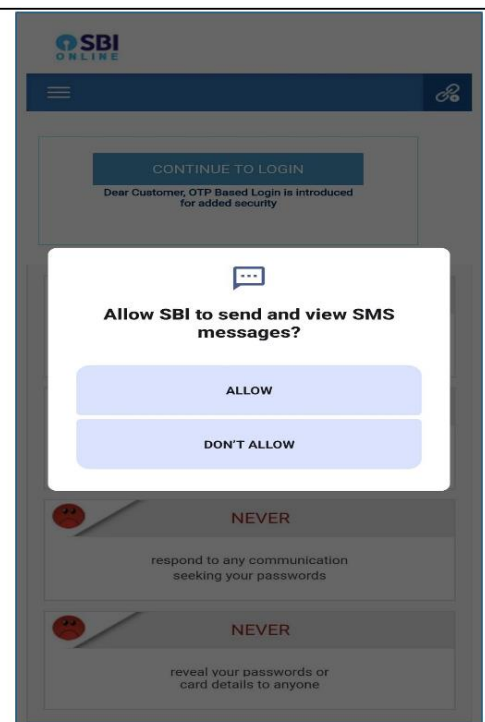 SBI
ONLINE
CONTINUE TO LOGIN
Dear Customer, OTP Based Login is introduced
for added security
Allow SBI to send and view SMS
messages?
ALLOW
DON'T ALLOW
NEVER
respond to any communication
seeking your passwords
NEVER
reveal your passwords or
card details to anyone